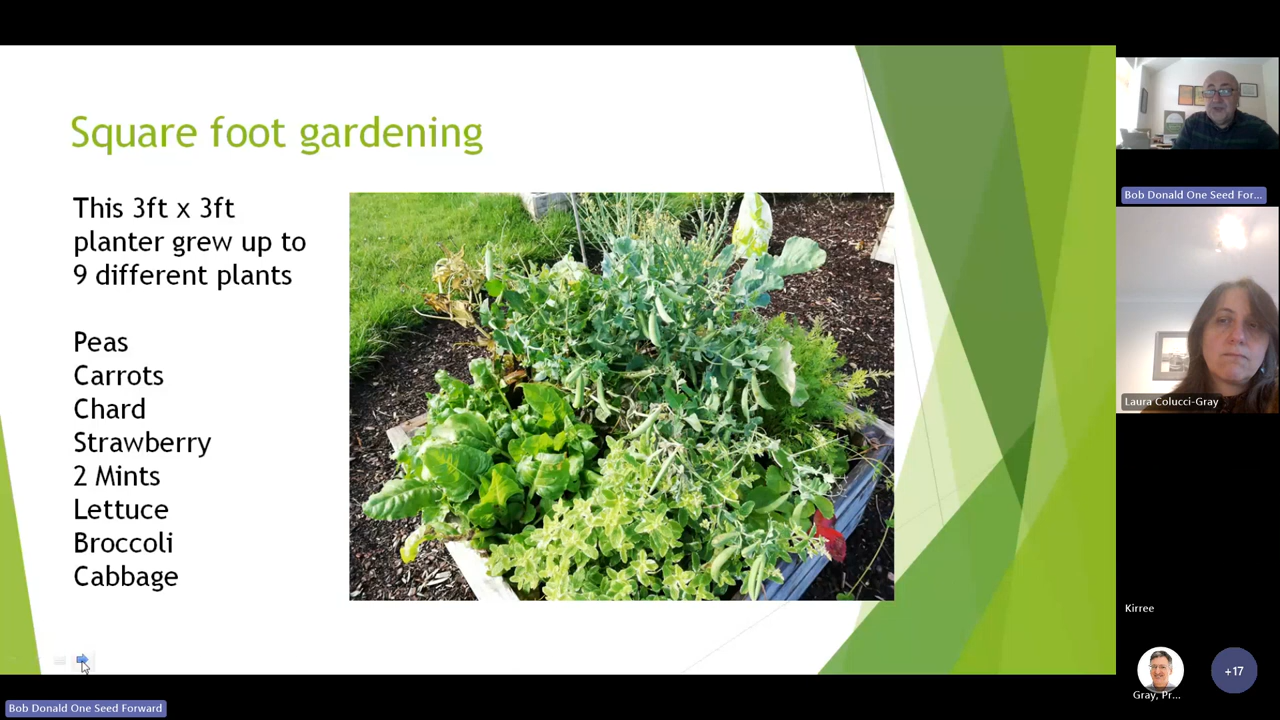 Square foot gardening
This 3ft x 3ft
planter grew up to
9 different plants
Peas
Carrots
Chard
Strawberry
2 Mints
Lettuce
Broccoli
Cabbage
Bob Donald One Seed For...
Laura Colucci-Gray
Kirree
Gray, Pr...
+17
Bob Donald One Seed Forward